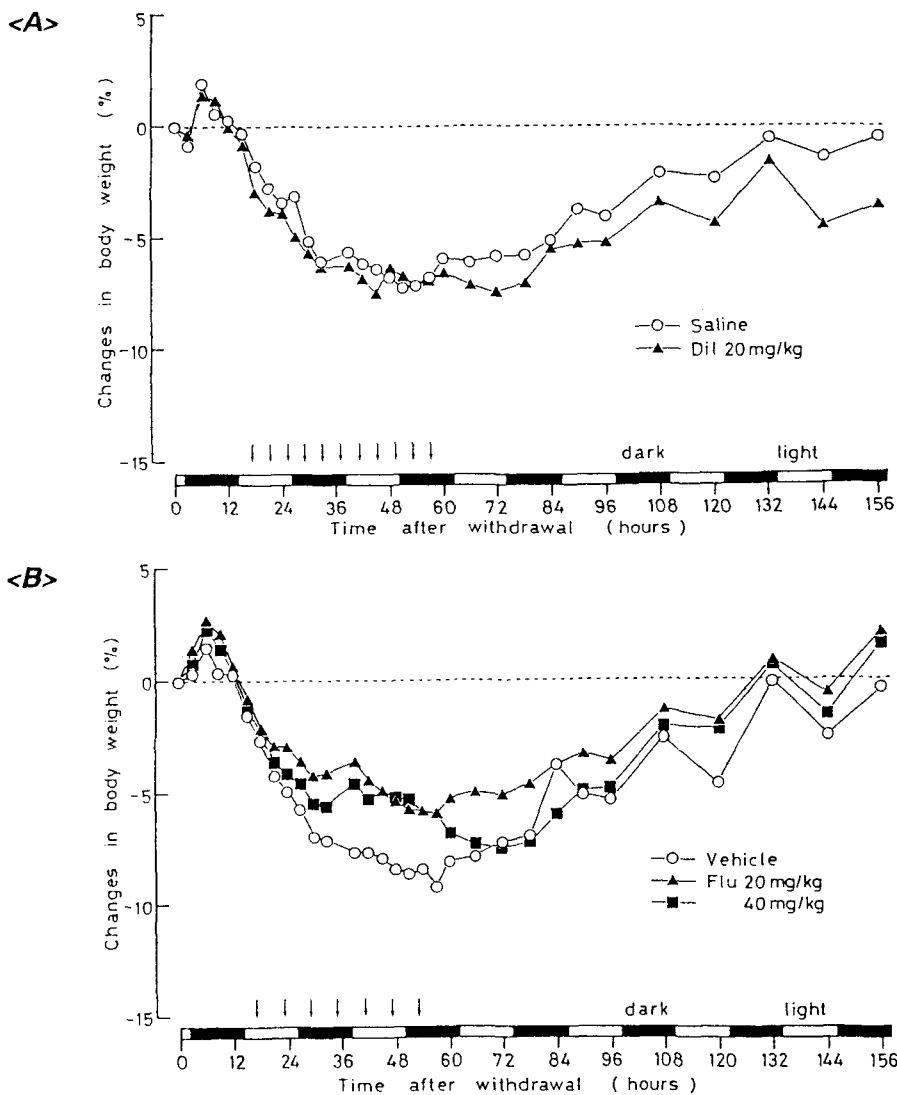 <A>
5
0
-5
-10
-15
Changes in body weight (%)
Saline
Dil 20 mg/kg
dark light
0 12 24 36 48 60 72 84 96 108 120 132 144 156
Time after withdrawal (hours)
<B>
5
0
-5
-10
-15
Changes in body weight (%)
Vehicle
Flu 20 mg/kg
40 mg/kg
dark light
0 12 24 36 48 60 72 84 96 108 120 132 144 156
Time after withdrawal (hours)